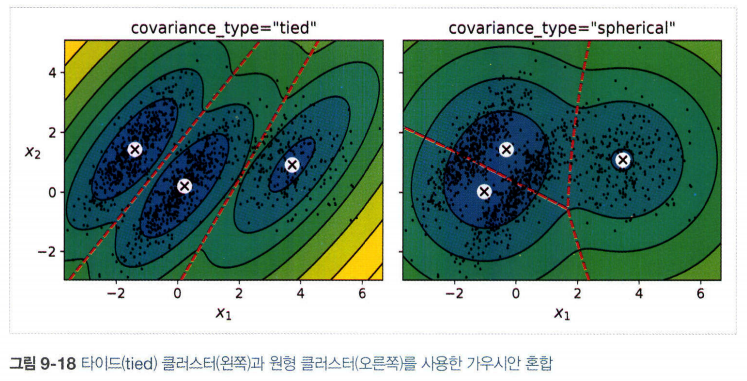 covariance_type="tied"
covariance_type="spherical"
x₂
4
2
0
−2
−2
0
2
4
6
x₁
−2
0
2
4
6
x₁
그림 9-18 타이드(tied) 클러스터(왼쪽)과 원형 클러스터(오른쪽)를 사용한 가우시안 혼합